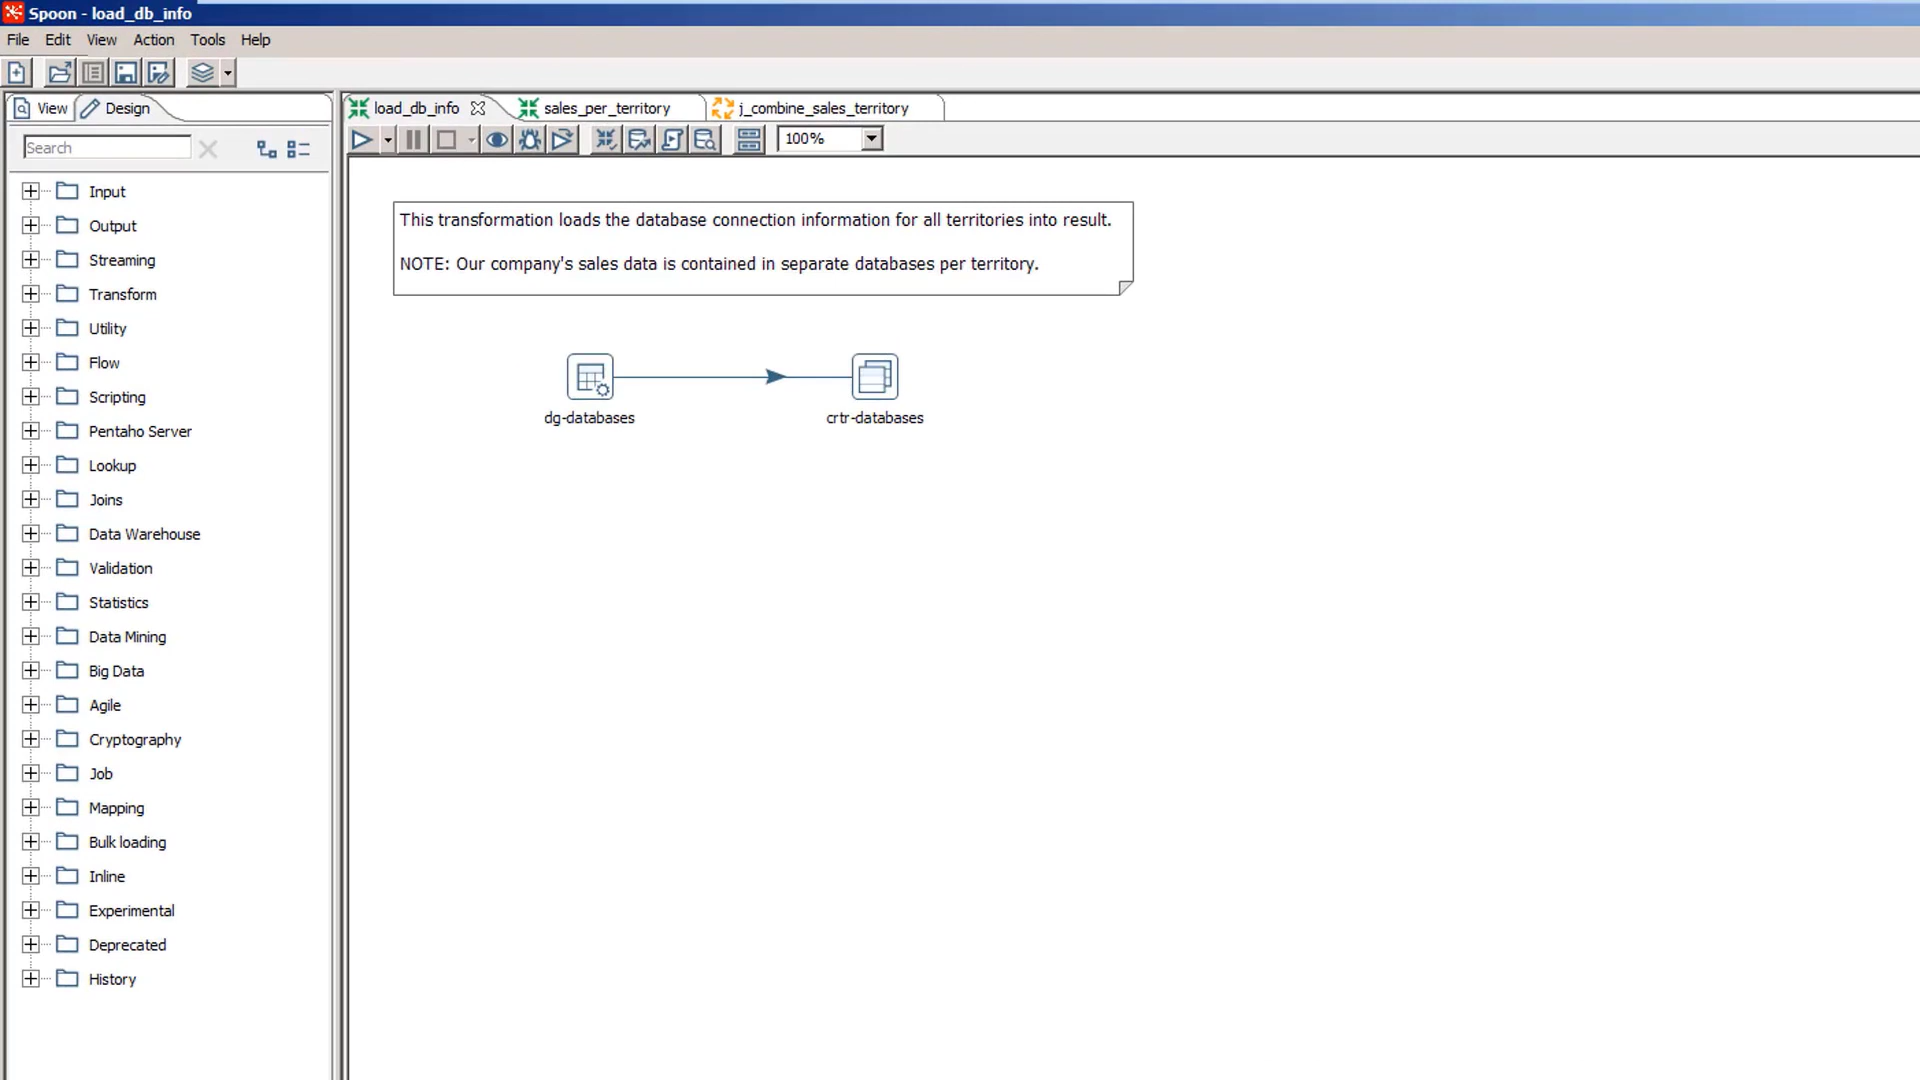 Spoon - load_db_info
File Edit View Action Tools Help
View Design
load_db_info sales_per_territory j_combine_sales_territory
Search
100%
Input
Output
Streaming
Transform
Utility
Flow
Scripting
Pentaho Server
Lookup
Joins
Data Warehouse
Validation
Statistics
Data Mining
Big Data
Agile
Cryptography
Job
Mapping
Bulk loading
Inline
Experimental
Deprecated
History
This transformation loads the database connection information for all territories into result.
NOTE: Our company's sales data is contained in separate databases per territory.
dg-databases
crtr-databases